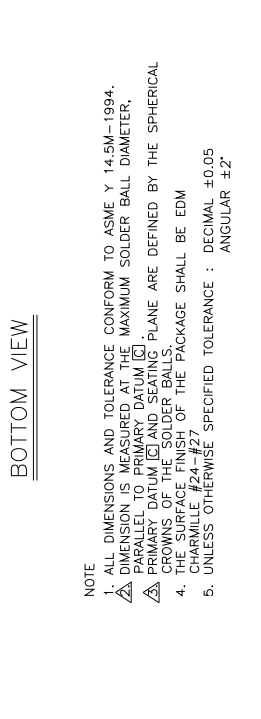 BOTTOM VIEW
NOTE
1. ALL DIMENSIONS AND TOLERANCE CONFORM TO ASME Y 14.5M-1994.
2. DIMENSION IS MEASURED AT THE MAXIMUM SOLDER BALL DIAMETER,
PARALLEL TO PRIMARY DATUM C .
3. PRIMARY DATUM C AND SEATING PLANE ARE DEFINED BY THE SPHERICAL
CROWNS OF THE SOLDER BALLS.
4. THE SURFACE FINISH OF THE PACKAGE SHALL BE EDM
CHARMILLE #24-#27
5. UNLESS OTHERWISE SPECIFIED TOLERANCE : DECIMAL ±0.05
ANGULAR ±2°